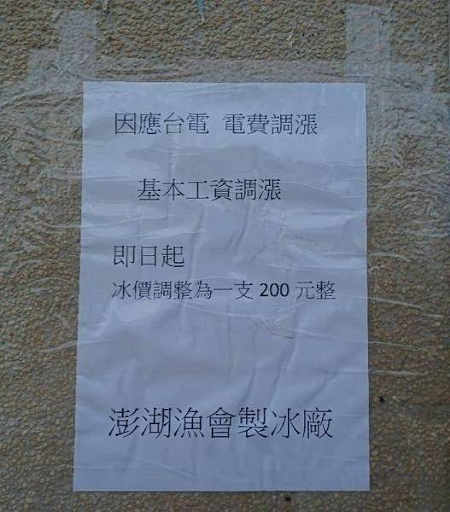 因應台電 電費調漲
基本工資調漲
即日起
冰價調整為一支 200 元整
澎湖漁會製冰廠